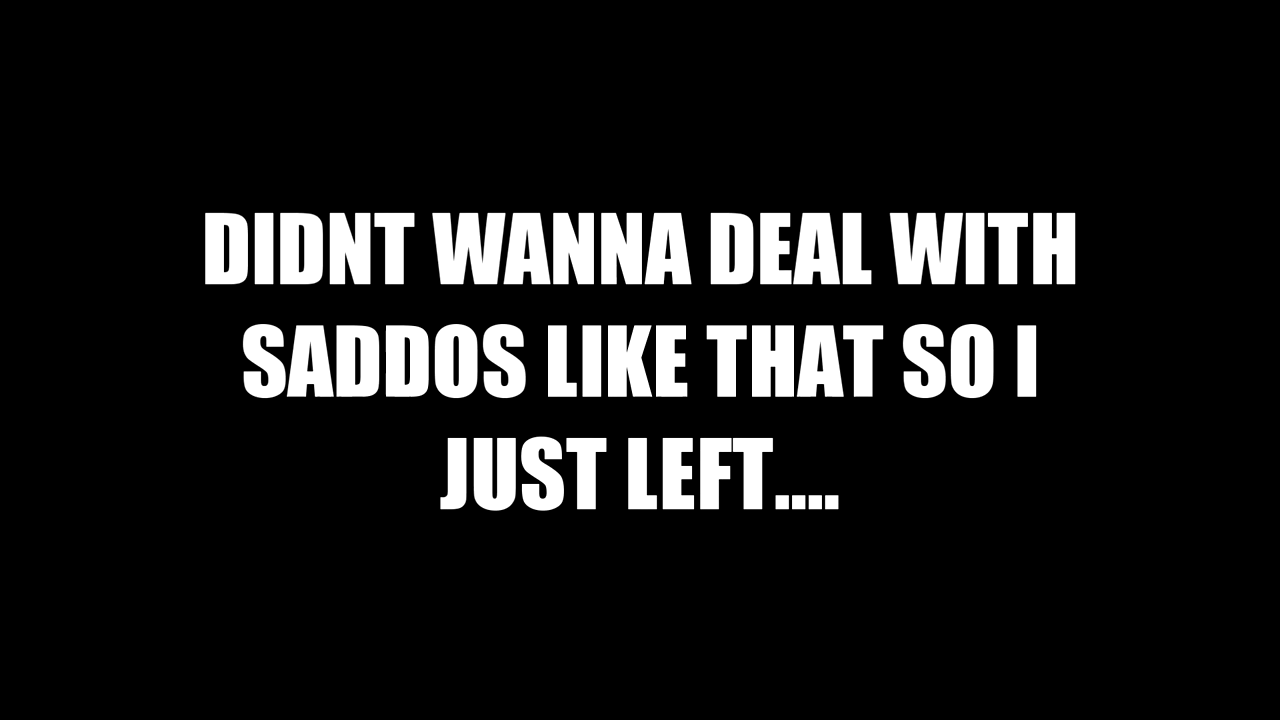 DIDNT WANNA DEAL WITH
SADDOS LIKE THAT SO I
JUST LEFT....